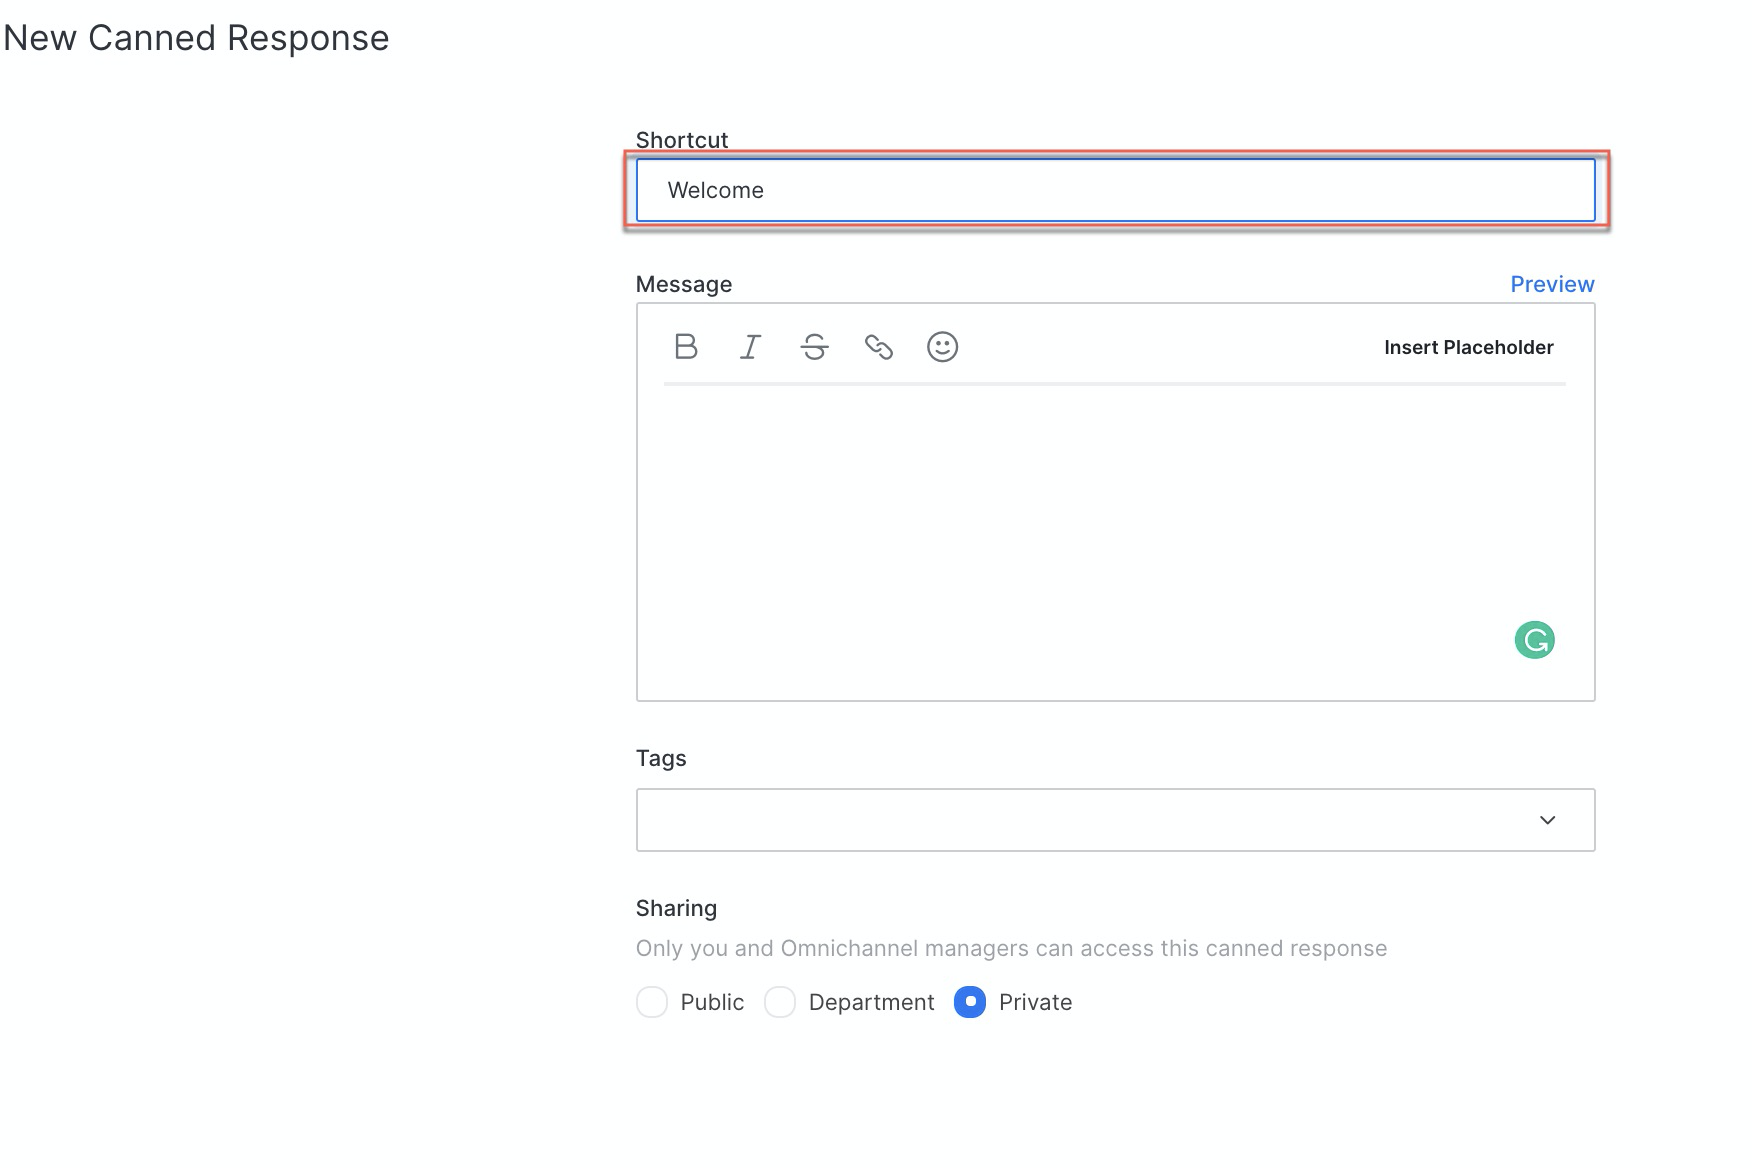 New Canned Response
Shortcut
Welcome
Message
Preview
Insert Placeholder
Tags
Sharing
Only you and Omnichannel managers can access this canned response
Public Department Private